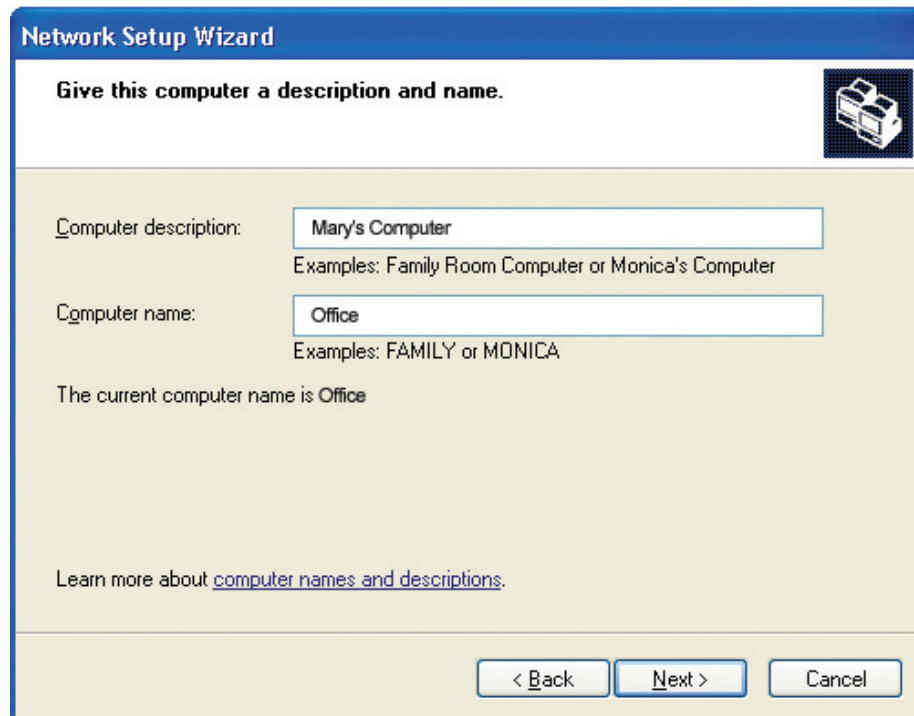 Network Setup Wizard
Give this computer a description and name.
Computer description: Mary's Computer
Examples: Family Room Computer or Monica's Computer
Computer name: Office
Examples: FAMILY or MONICA
The current computer name is Office
Learn more about computer names and descriptions.
< Back Next > Cancel